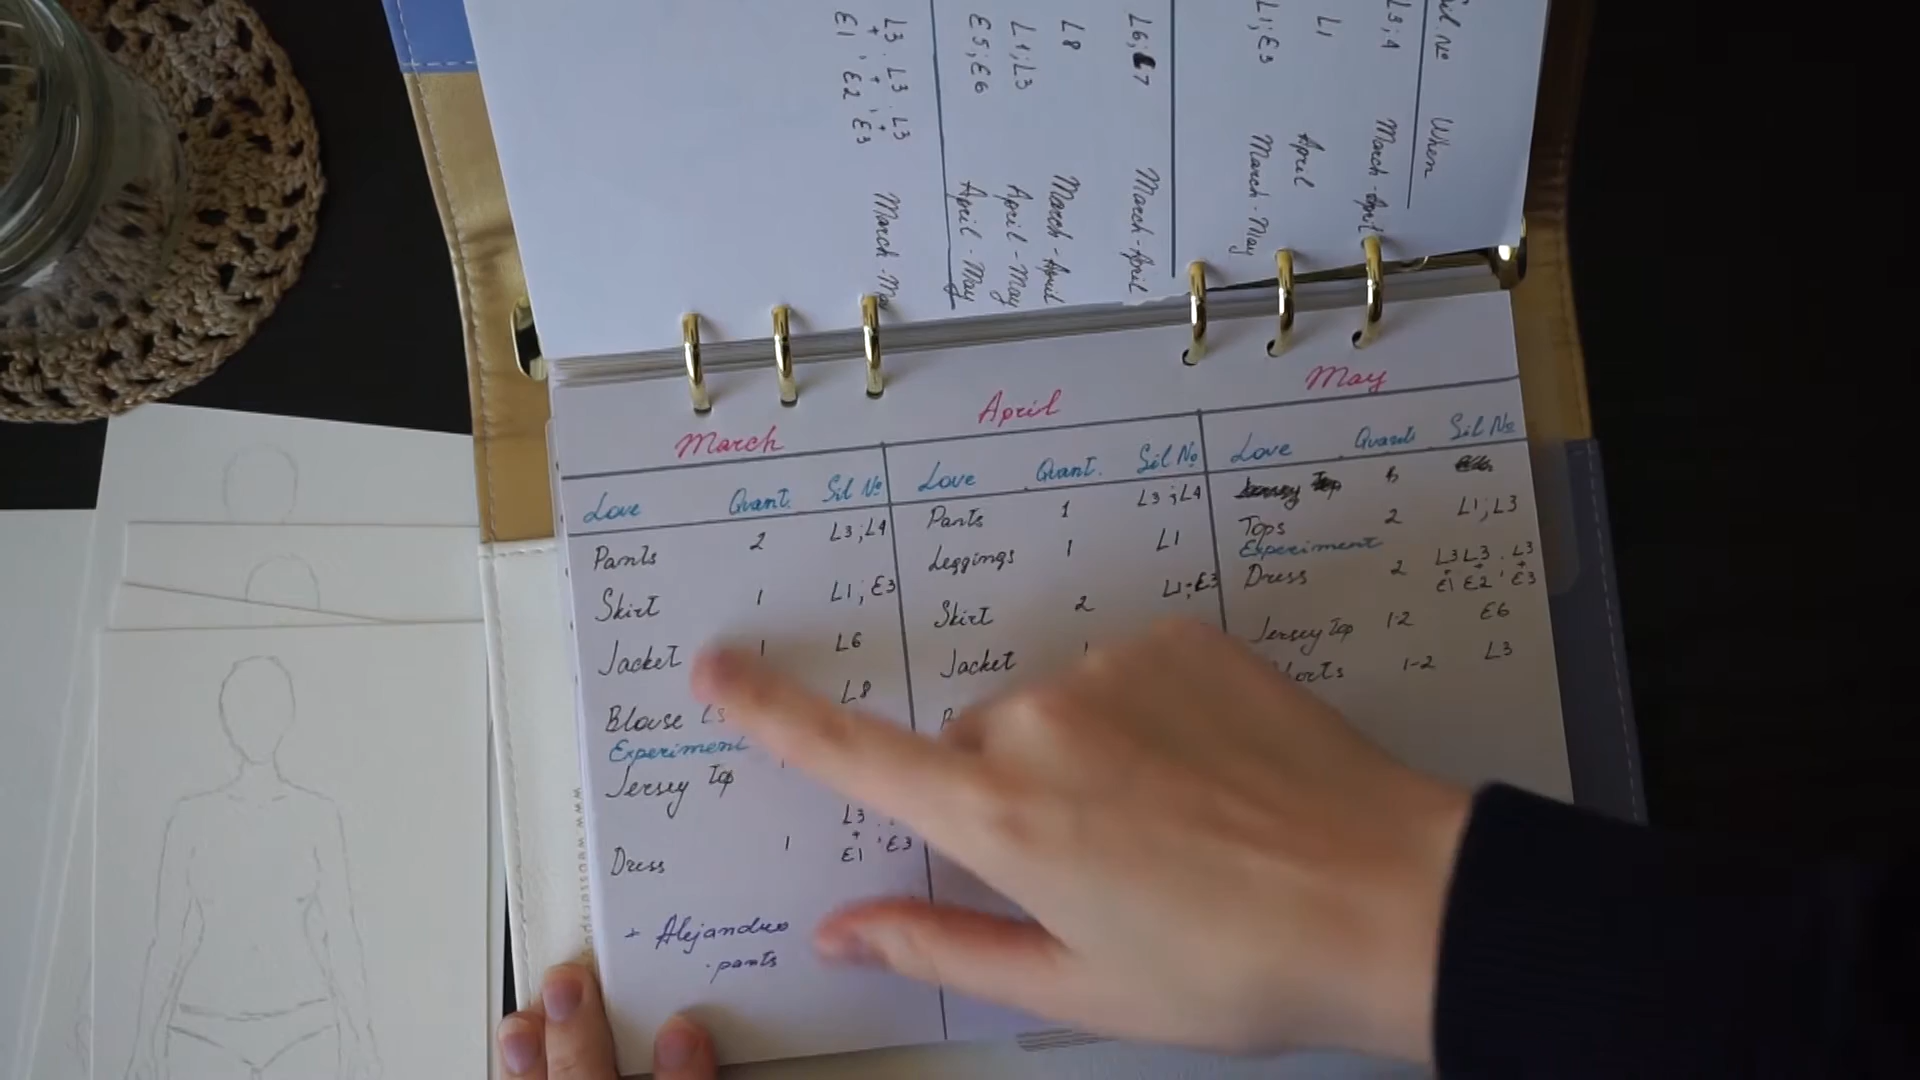 Sil. №   When
L3; 4   March - April
L1   April
L1; E3   March - May
L6; L7   March - April
L8   March - April
L1; L3   April - May
E5; E6   April - May
L3 , L3 , L3   March - May
+ + +
E1 E2 E3
March
Love   Quant.   Sil №
Pants   2   L3; L4
Skirt   1   L1; E3
Jacket   1   L6
Blouse   L8
Experiment
Jersey Top
Dress   1   L3
+
E1 , E3
+ Alejandro
· pants
April
Love   Quant.   Sil №
Pants   1   L3; L4
Leggings   1   L1
Skirt   2   L1; E3
Jacket
May
Love   Quant.   Sil №
Tops   2   L1; L3
Experiment
Dress   2   L3 L3 , L3
+ + +
E1 E2 , E3
Jersey Top   1-2   E6
1-2   L3